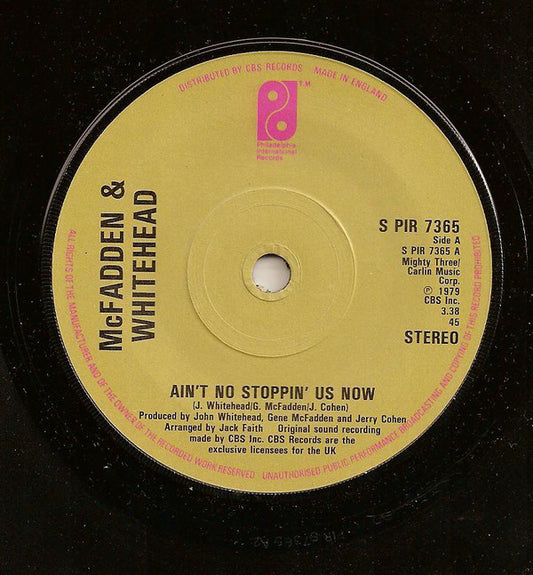 DISTRIBUTED BY CBS RECORDS MADE IN ENGLAND
TM
Philadelphia
International
Records
McFADDEN &
WHITEHEAD
S PIR 7365
Side A
S PIR 7365 A
Mighty Three/
Carlin Music
Corp.
℗ 1979
CBS Inc.
3.38
45
STEREO
AIN'T NO STOPPIN' US NOW
(J. Whitehead/G. McFadden/J. Cohen)
Produced by John Whitehead, Gene McFadden and Jerry Cohen
Arranged by Jack Faith Original sound recording
made by CBS Inc. CBS Records are the
exclusive licensees for the UK
ALL RIGHTS OF THE MANUFACTURER AND OF THE OWNER OF THE RECORDED WORK RESERVED UNAUTHORISED PUBLIC PERFORMANCE BROADCASTING AND COPYING OF THIS RECORD PROHIBITED